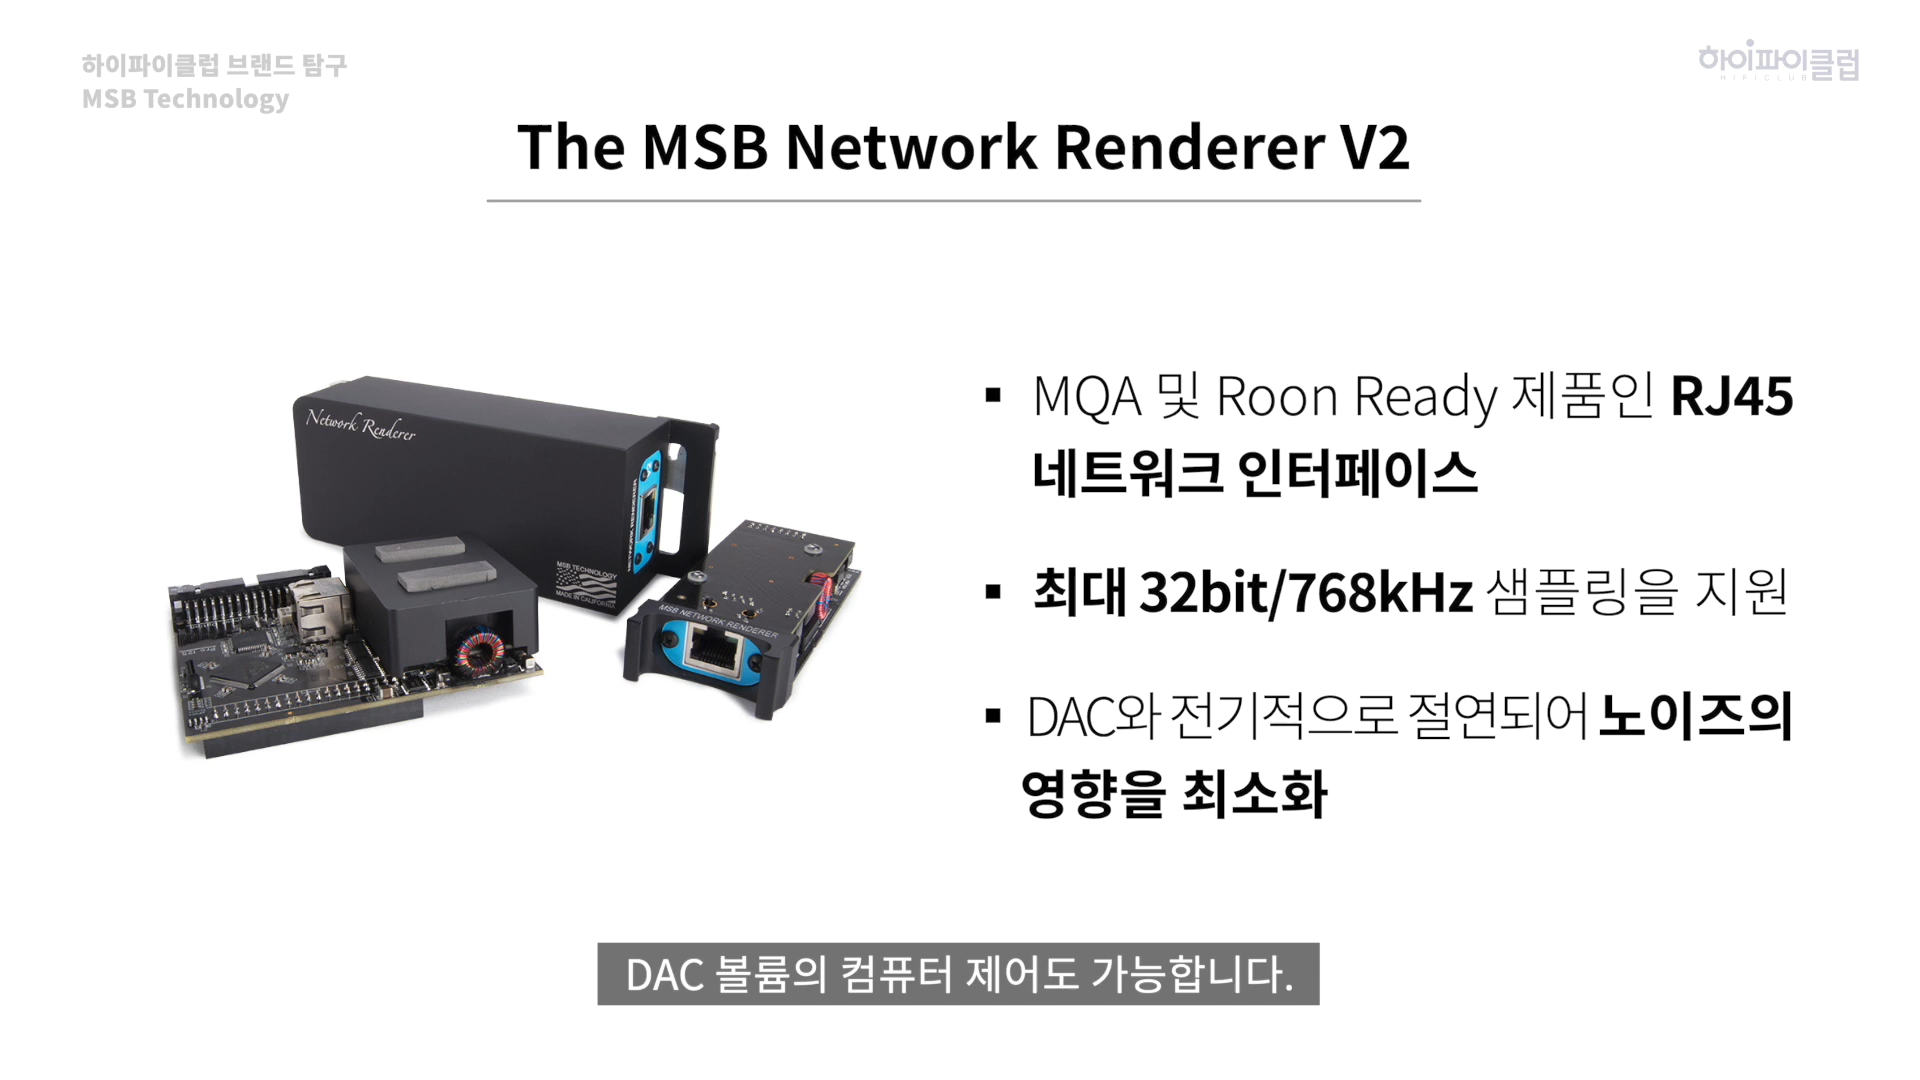 하이파이클럽 브랜드 탐구
MSB Technology
하이파이클럽
HIFICLUB
The MSB Network Renderer V2
MQA 및 Roon Ready 제품인 RJ45
네트워크 인터페이스
최대 32bit/768kHz 샘플링을 지원
DAC와 전기적으로 절연되어 노이즈의
영향을 최소화
Network Renderer
NETWORK RENDERER
MSB TECHNOLOGY
MADE IN CALIFORNIA
MSB NETWORK RENDERER
DAC 볼륨의 컴퓨터 제어도 가능합니다.